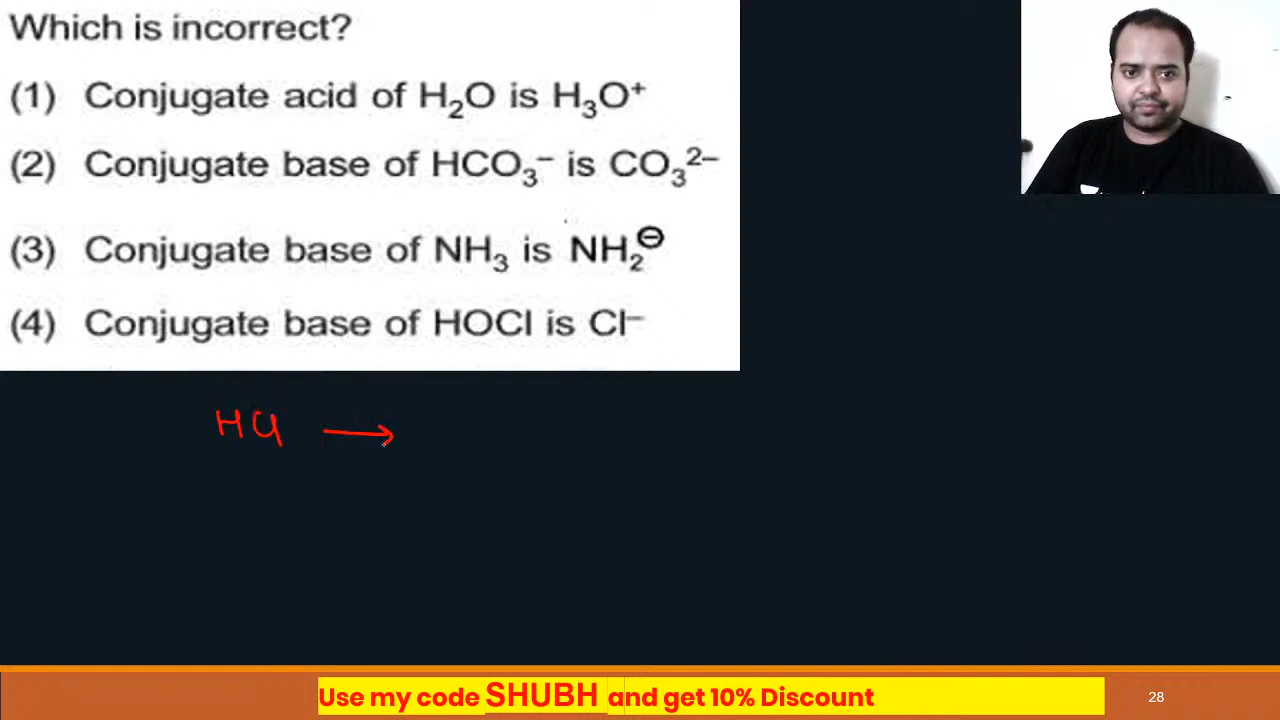 Which is incorrect?
(1) Conjugate acid of H₂O is H₃O⁺
(2) Conjugate base of HCO₃⁻ is CO₃²⁻
(3) Conjugate base of NH₃ is NH₂⊖
(4) Conjugate base of HOCl is Cl⁻
HCl →
Use my code SHUBH and get 10% Discount
28